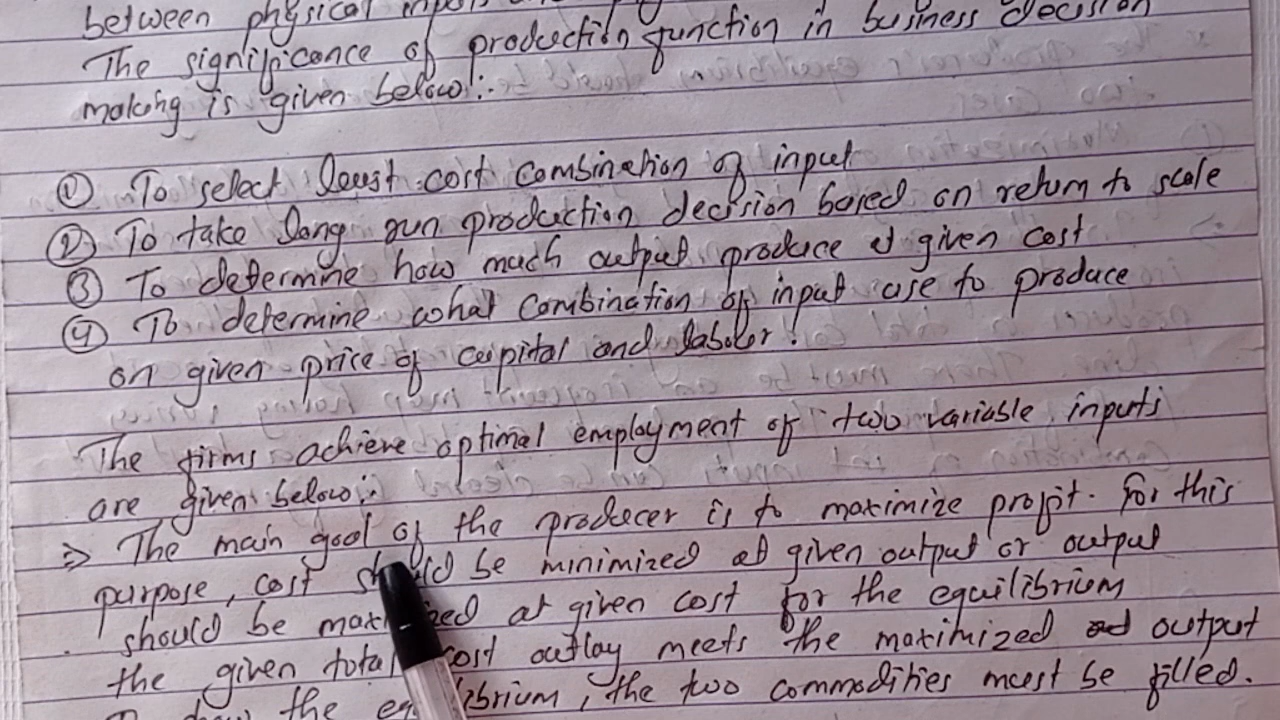 between physical inputs
The significance of production function in business decision
making is given below:-
① To select least cost combination of input
② To take long run production decision based on return to scale
③ To determine how much output produce at given cost
④ To determine what combination of input use to produce
on given price of capital and labour.
The firms achieve optimal employment of two variable inputs
are given below:-
⇒ The main goal of the producer is to maximize profit. For this
purpose, cost should be minimized at given output or output
should be maximized at given cost for the equilibrium
the given total cost outlay meets the maximized output
the equilibrium, the two commodities must be filled.